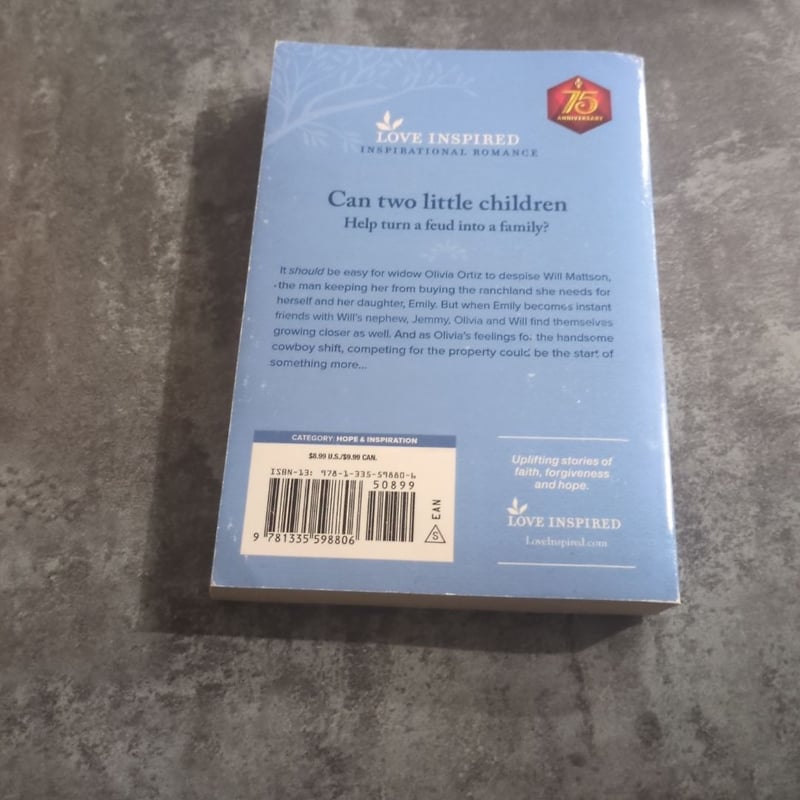 75
ANNIVERSARY
LOVE INSPIRED
INSPIRATIONAL ROMANCE
Can two little children
Help turn a feud into a family?
It should be easy for widow Olivia Ortiz to despise Will Mattson,
the man keeping her from buying the ranchland she needs for
herself and her daughter, Emily. But when Emily becomes instant
friends with Will's nephew, Jemmy, Olivia and Will find themselves
growing closer as well. And as Olivia's feelings for the handsome
cowboy shift, competing for the property could be the start of
something more...
CATEGORY: HOPE & INSPIRATION
$8.99 U.S./$9.99 CAN.
ISBN-13: 978-1-335-59880-6
50899
9 781335 598806
EAN
S
Uplifting stories of
faith, forgiveness
and hope.
LOVE INSPIRED
LoveInspired.com